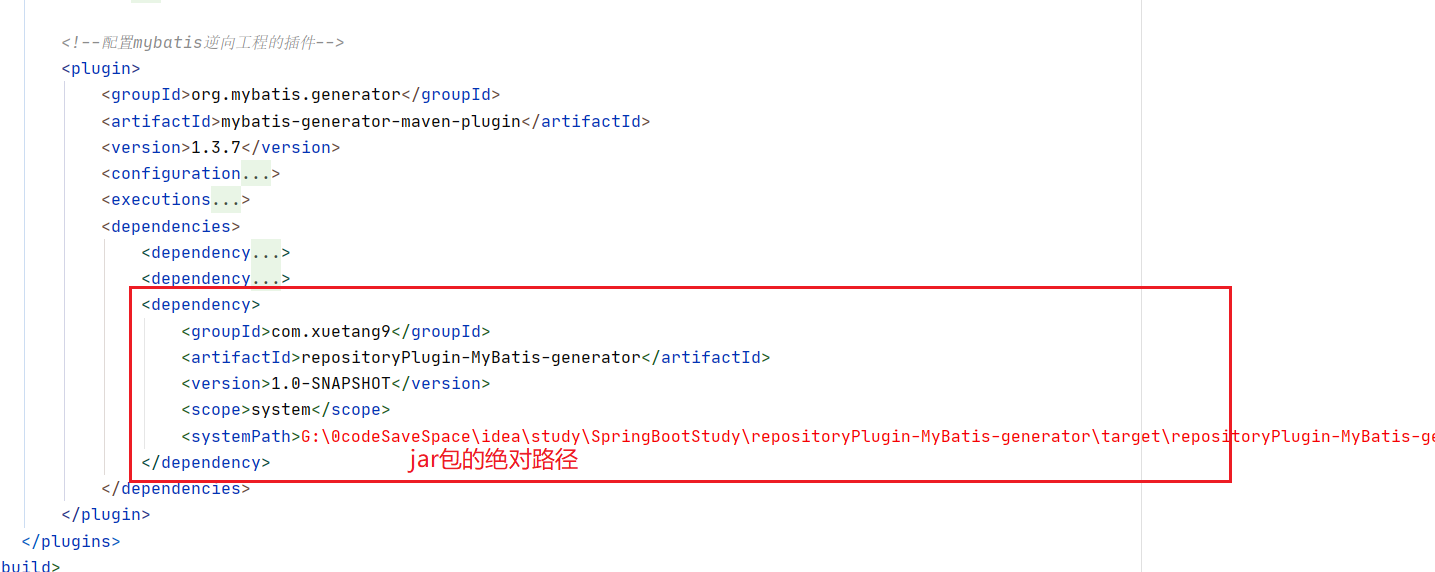 <!--配置mybatis逆向工程的插件-->
<plugin>
<groupId>org.mybatis.generator</groupId>
<artifactId>mybatis-generator-maven-plugin</artifactId>
<version>1.3.7</version>
<configuration...>
<executions...>
<dependencies>
<dependency...>
<dependency...>
<dependency>
<groupId>com.xuetang9</groupId>
<artifactId>repositoryPlugin-MyBatis-generator</artifactId>
<version>1.0-SNAPSHOT</version>
<scope>system</scope>
<systemPath>G:\0codeSaveSpace\idea\study\SpringBootStudy\repositoryPlugin-MyBatis-generator\target\repositoryPlugin-MyBatis-ge
</dependency>
jar包的绝对路径
</dependencies>
</plugin>
</plugins>
build>